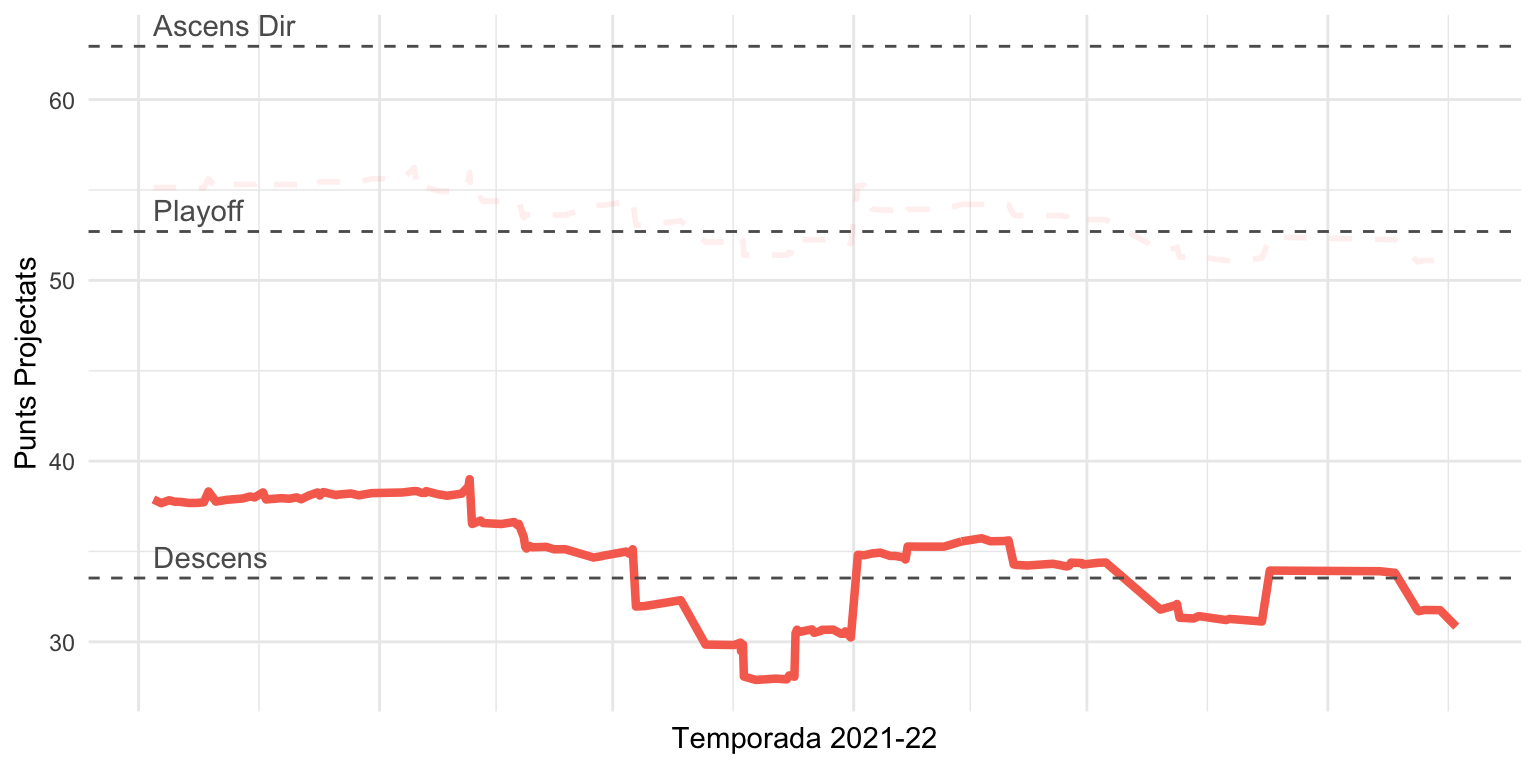 Ascens Dir
60
Playoff
50
Punts Projectats
40
Descens
30
Temporada 2021-22